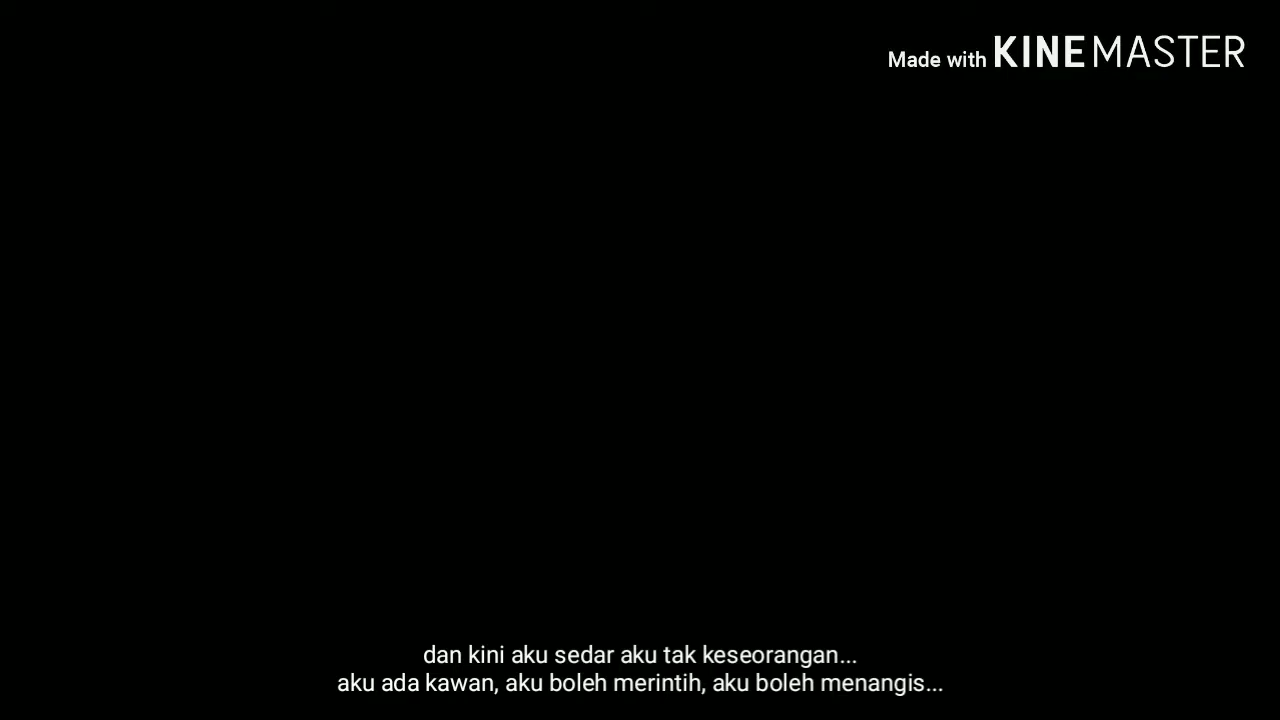 Made with KINEMASTER
dan kini aku sedar aku tak keseorangan...
aku ada kawan, aku boleh merintih, aku boleh menangis...